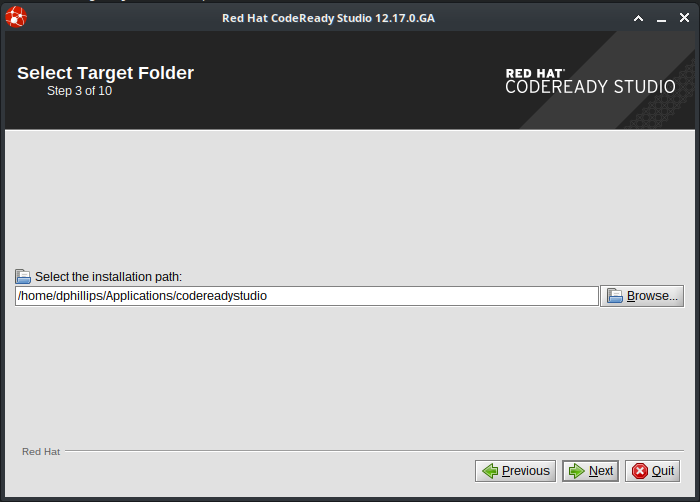 Red Hat CodeReady Studio 12.17.0.GA
Select Target Folder
Step 3 of 10
RED HAT
CODEREADY STUDIO
Select the installation path:
/home/dphillips/Applications/codereadystudio
Browse...
Red Hat
Previous
Next
Quit